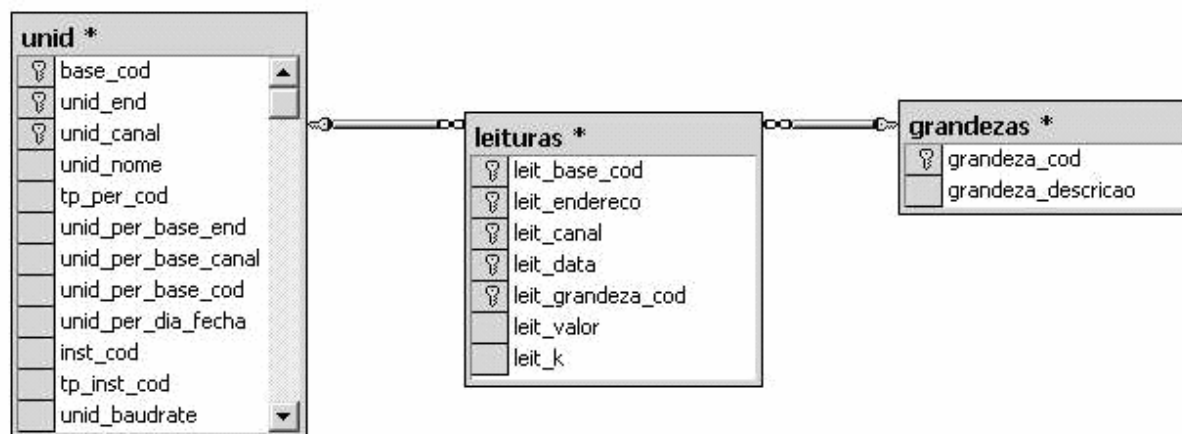 unid *
base_cod
unid_end
unid_canal
unid_nome
tp_per_cod
unid_per_base_end
unid_per_base_canal
unid_per_base_cod
unid_per_dia_fecha
inst_cod
tp_inst_cod
unid_baudrate
leituras *
leit_base_cod
leit_endereco
leit_canal
leit_data
leit_grandeza_cod
leit_valor
leit_k
grandezas *
grandeza_cod
grandeza_descricao